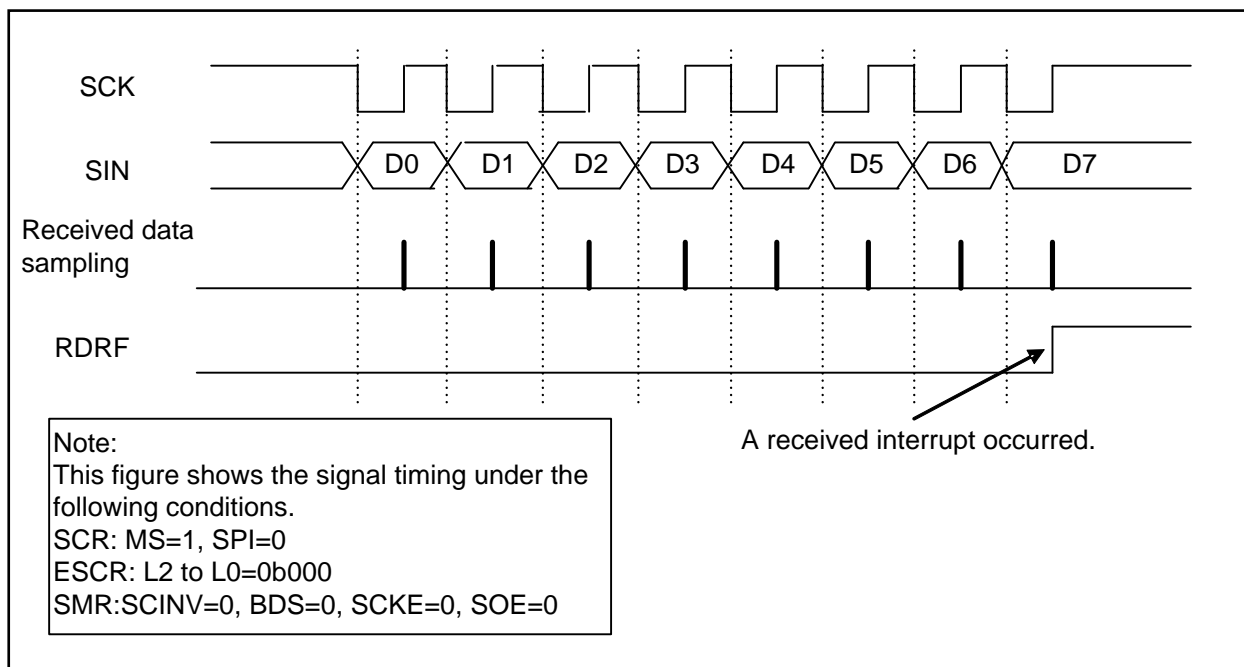 SCK
SIN
D0 D1 D2 D3 D4 D5 D6 D7
Received data
sampling
RDRF
A received interrupt occurred.
Note:
This figure shows the signal timing under the
following conditions.
SCR: MS=1, SPI=0
ESCR: L2 to L0=0b000
SMR:SCINV=0, BDS=0, SCKE=0, SOE=0